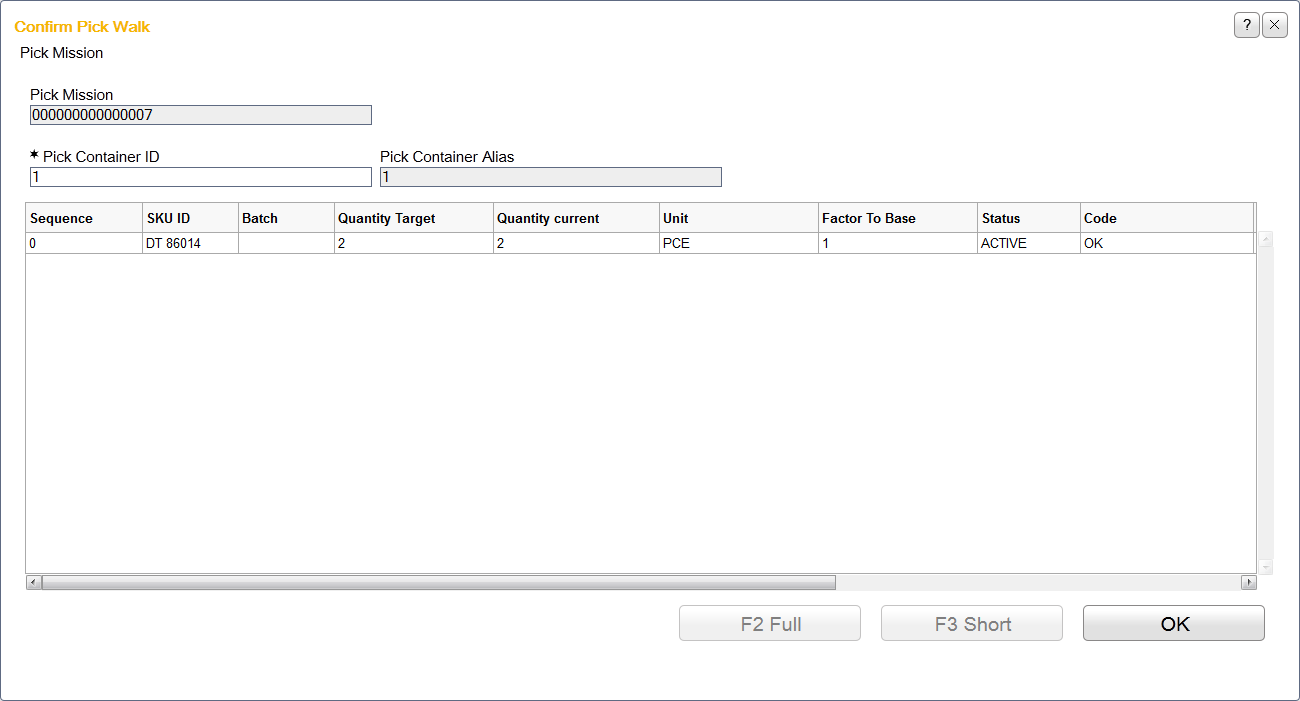 Confirm Pick Walk
?
Pick Mission
Pick Mission
000000000000007
✶ Pick Container ID Pick Container Alias
1 1
Sequence SKU ID Batch Quantity Target Quantity current Unit Factor To Base Status Code
0 DT 86014 2 2 PCE 1 ACTIVE OK
F2 Full F3 Short OK